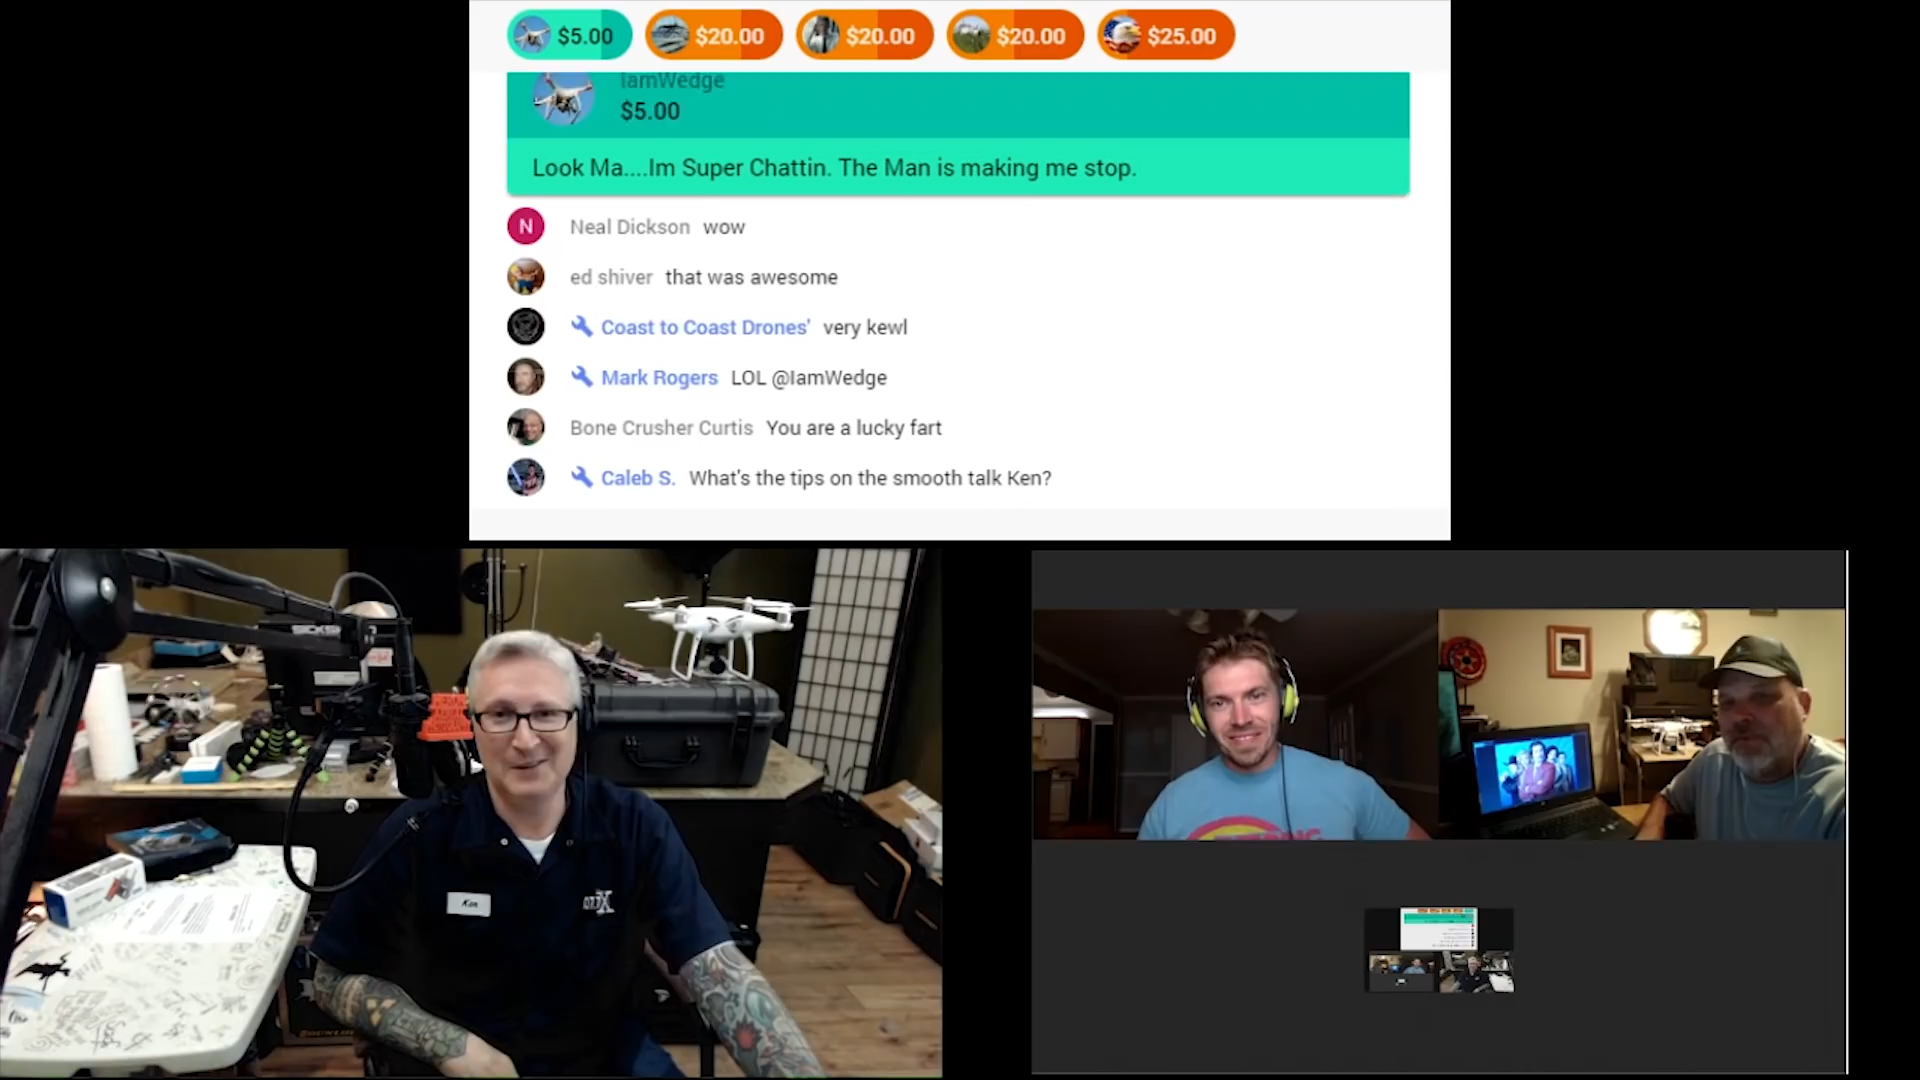 $5.00 $20.00 $20.00 $20.00 $25.00
IamWedge
$5.00
Look Ma....Im Super Chattin. The Man is making me stop.
N Neal Dickson wow
ed shiver that was awesome
Coast to Coast Drones' very kewl
Mark Rogers LOL @IamWedge
Bone Crusher Curtis You are a lucky fart
Caleb S. What's the tips on the smooth talk Ken?
Ken